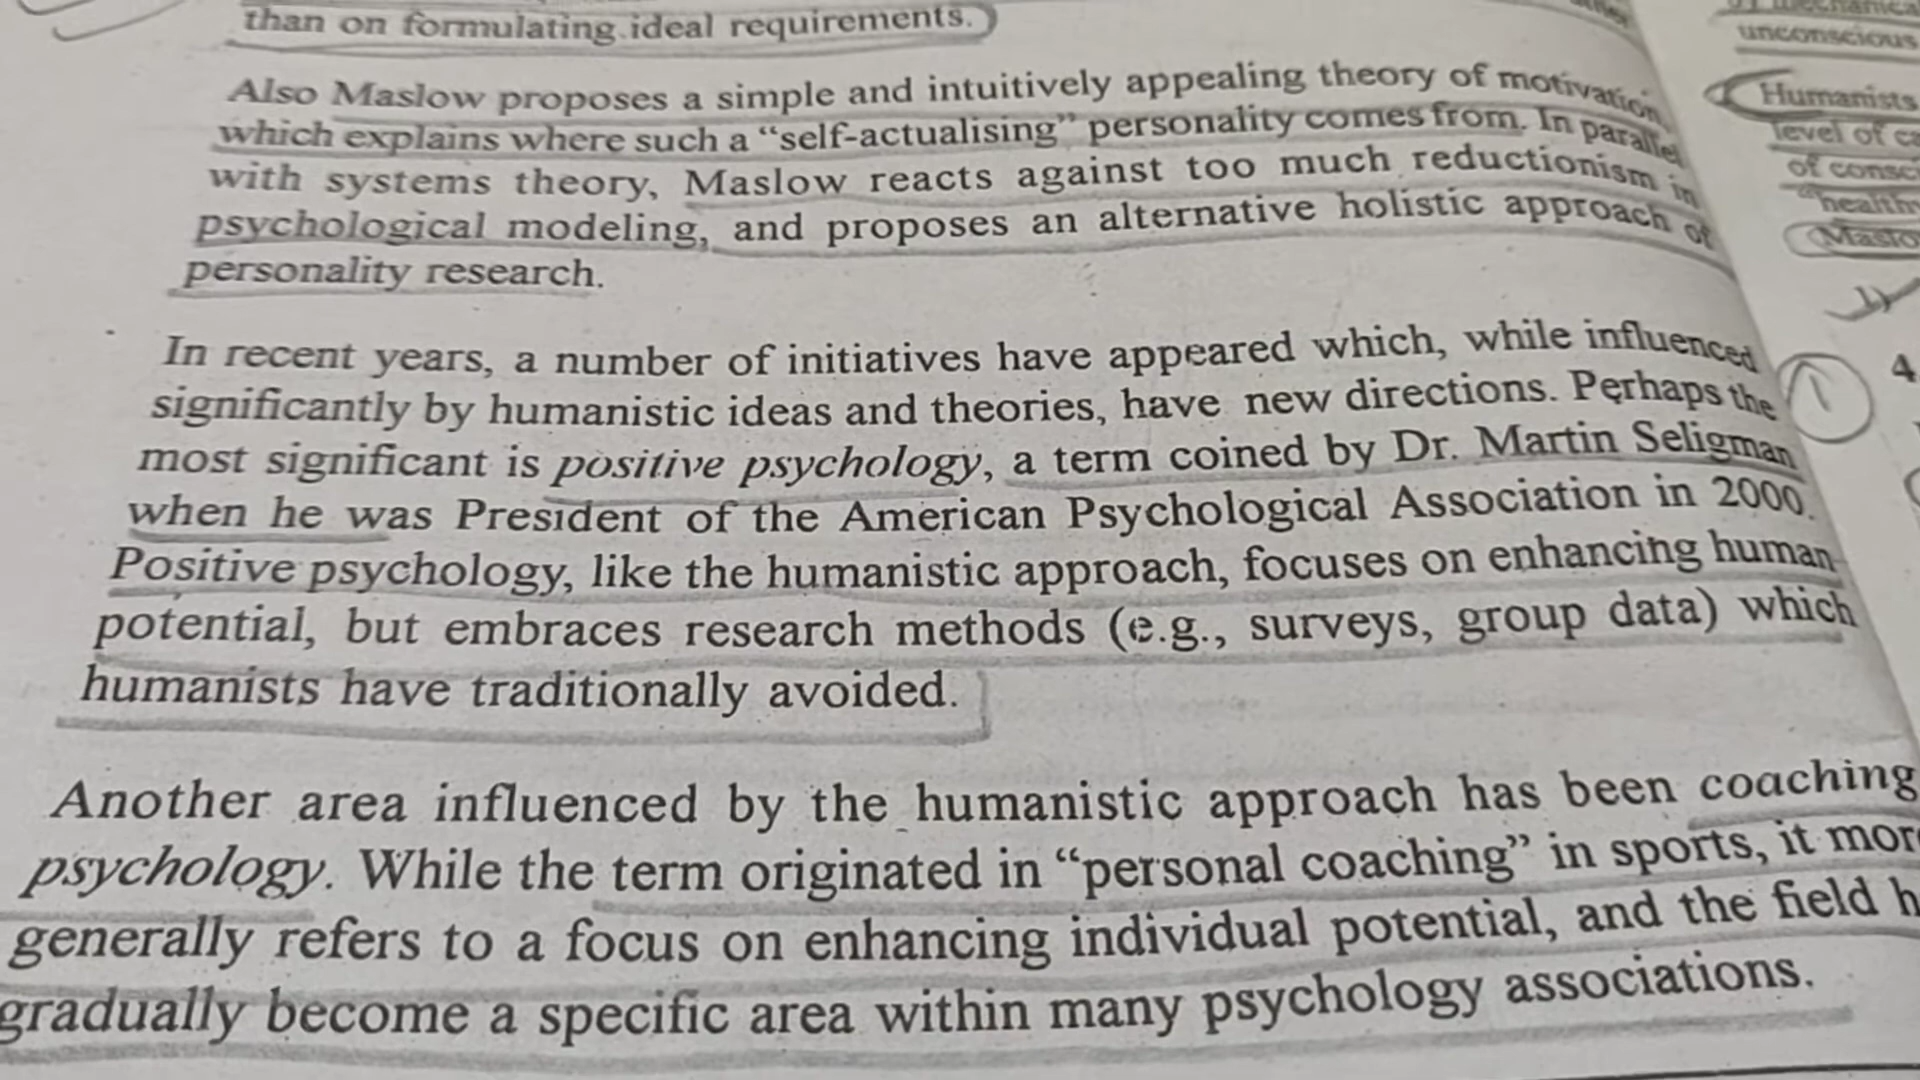 than on formulating ideal requirements.
Also Maslow proposes a simple and intuitively appealing theory of motivation
which explains where such a “self-actualising” personality comes from. In parallel
with systems theory, Maslow reacts against too much reductionism in
psychological modeling, and proposes an alternative holistic approach of
personality research.
In recent years, a number of initiatives have appeared which, while influenced
significantly by humanistic ideas and theories, have new directions. Perhaps the
most significant is positive psychology, a term coined by Dr. Martin Seligman
when he was President of the American Psychological Association in 2000.
Positive psychology, like the humanistic approach, focuses on enhancing human
potential, but embraces research methods (e.g., surveys, group data) which
humanists have traditionally avoided.
Another area influenced by the humanistic approach has been coaching
psychology. While the term originated in “personal coaching” in sports, it mor
generally refers to a focus on enhancing individual potential, and the field h
gradually become a specific area within many psychology associations.
unconscious
Humanists
level of ca
of consc
“health
Maslo
1)
4